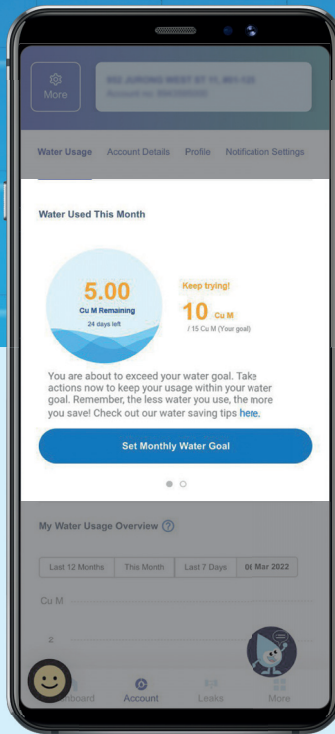 More
Water Usage Account Details Profile Notification Settings
Water Used This Month
5.00
Cu M Remaining
24 days left
Keep trying!
10 Cu M
/ 15 Cu M (Your goal)
You are about to exceed your water goal. Take
actions now to keep your usage within your water
goal. Remember, the less water you use, the more
you save! Check out our water saving tips here.
Set Monthly Water Goal
My Water Usage Overview ?
Last 12 Months This Month Last 7 Days Mar 2022
Cu M
Account Leaks More